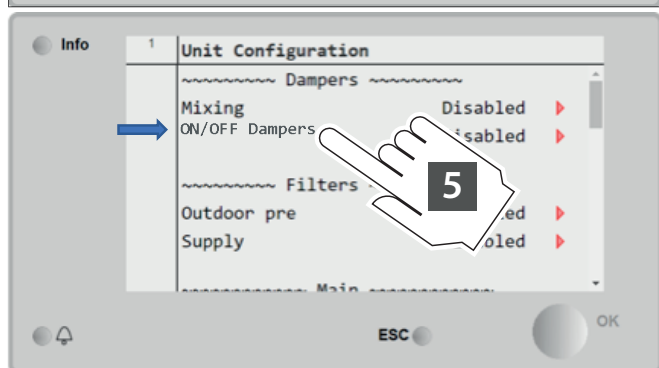 Info
1 Unit Configuration
~~~~~~~~~ Dampers ~~~~~~~~~
Mixing Disabled
ON/OFF Dampers
~~~~~~~~~ Filters
Outdoor pre
Supply
Main
5
ESC
OK